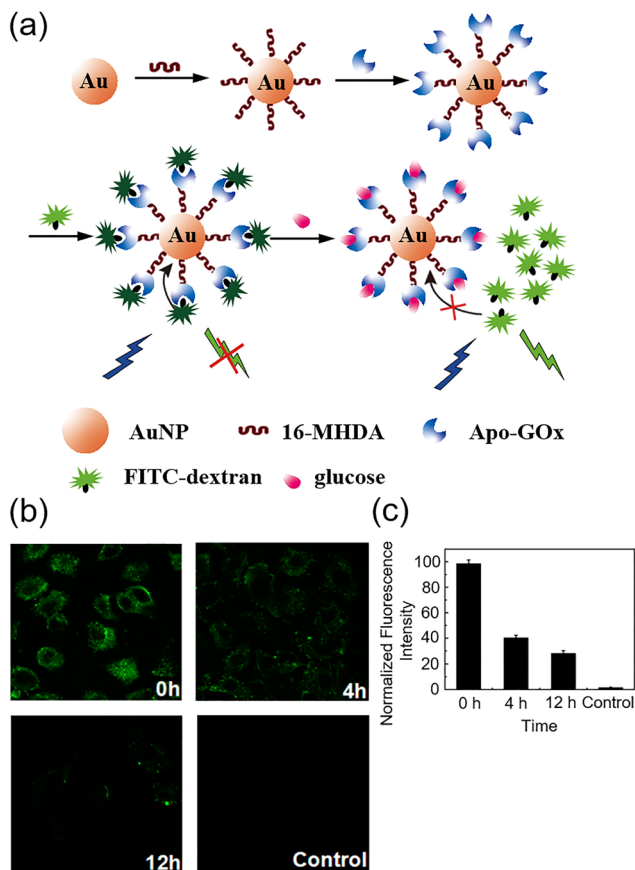 (a)
Au
Au
Au
Au
Au
AuNP
16-MHDA
Apo-GOx
FITC-dextran
glucose
(b)
0h
4h
12h
Control
(c)
Normalized Fluorescence
Intensity
100
80
60
40
20
0
0 h 4 h 12 h Control
Time